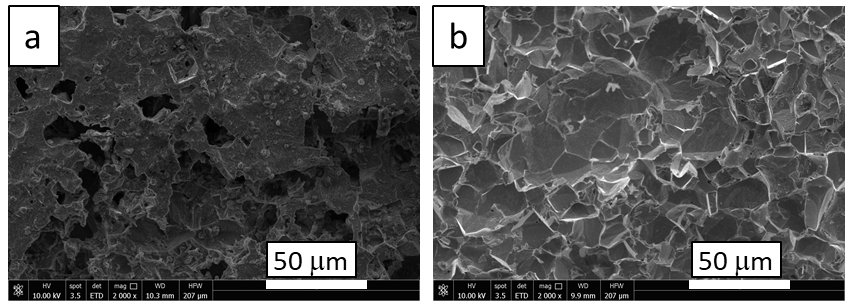 a
b
50 μm
50 μm
HV spot det mag □ WD HFW
10.00 kV 3.5 ETD 2 000 x 10.3 mm 207 μm
HV spot det mag □ WD HFW
10.00 kV 3.5 ETD 2 000 x 9.9 mm 207 μm